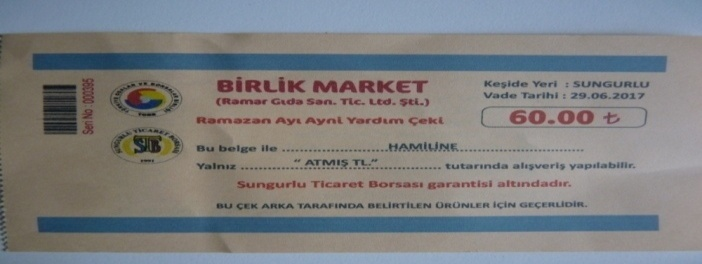 BİRLİK MARKET
(Ramar Gıda San. Tic. Ltd. Şti.)
Ramazan Ayı Ayni Yardım Çeki
Keşide Yeri : SUNGURLU
Vade Tarihi : 29.06.2017
60.00 ₺
Seri No : 000395
SUNGURLU TİCARET BORSASI
STB
Bu belge ile ........ HAMİLİNE ........
Yalnız ........ " ATMIŞ TL." ........ tutarında alışveriş yapılabilir.
Sungurlu Ticaret Borsası garantisi altındadır.
BU ÇEK ARKA TARAFINDA BELİRTİLEN ÜRÜNLER İÇİN GEÇERLİDİR.